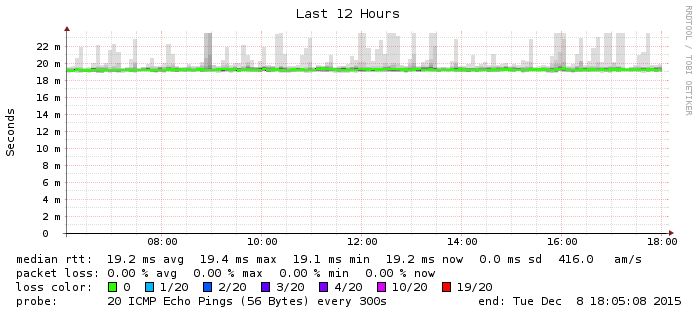 Last 12 Hours
RRDTOOL / TOBI OETIKER
Seconds
22 m
20 m
18 m
16 m
14 m
12 m
10 m
8 m
6 m
4 m
2 m
0
08:00 10:00 12:00 14:00 16:00 18:00
median rtt: 19.2 ms avg 19.4 ms max 19.1 ms min 19.2 ms now 0.0 ms sd 416.0 am/s
packet loss: 0.00 % avg 0.00 % max 0.00 % min 0.00 % now
loss color: 0 1/20 2/20 3/20 4/20 10/20 19/20
probe: 20 ICMP Echo Pings (56 Bytes) every 300s end: Tue Dec 8 18:05:08 2015